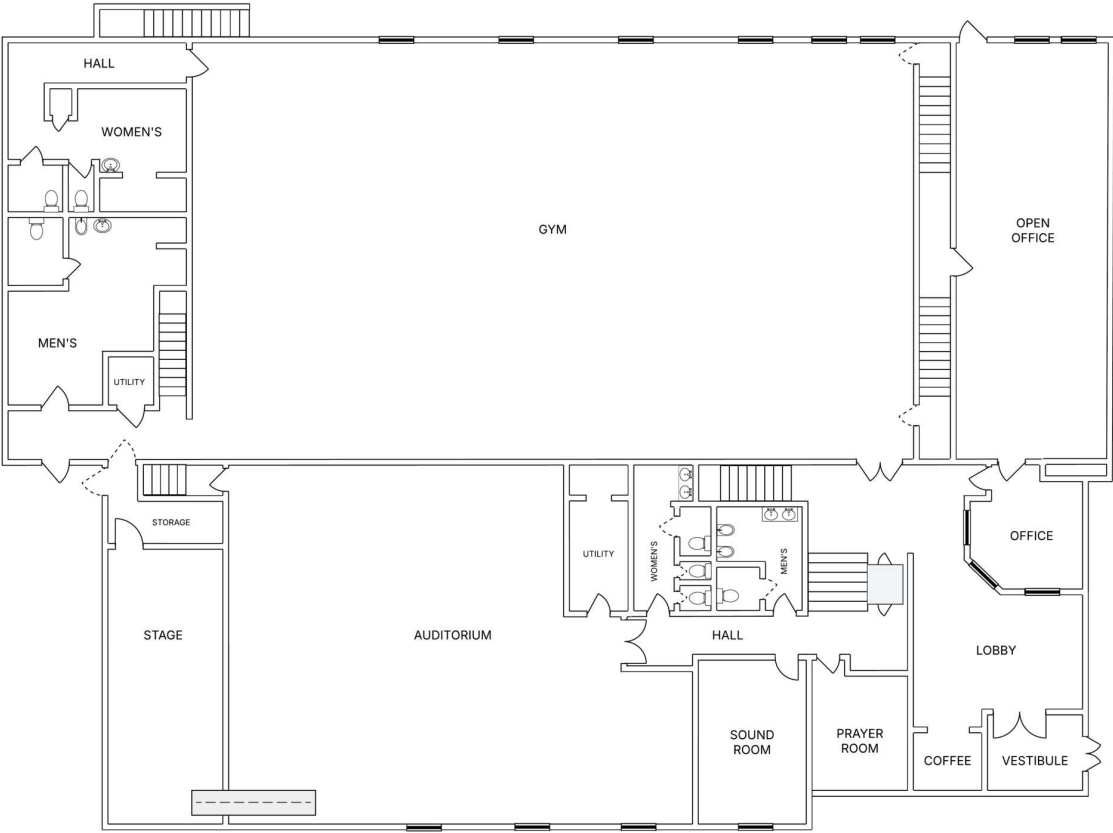 HALL
WOMEN'S
GYM
OPEN
OFFICE
MEN'S
UTILITY
STORAGE
OFFICE
UTILITY
WOMEN'S
MEN'S
STAGE
AUDITORIUM
HALL
LOBBY
SOUND
ROOM
PRAYER
ROOM
COFFEE
VESTIBULE